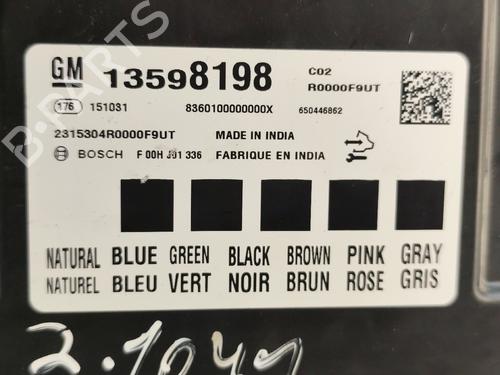 GM 13598198 C02
R0000F9UT
176 151031 8360100000000X 650446862
2315304R0000F9UT MADE IN INDIA
BOSCH F 00H J01 336 FABRIQUE EN INDIA
NATURAL BLUE GREEN BLACK BROWN PINK GRAY
NATUREL BLEU VERT NOIR BRUN ROSE GRIS
B-PARTS